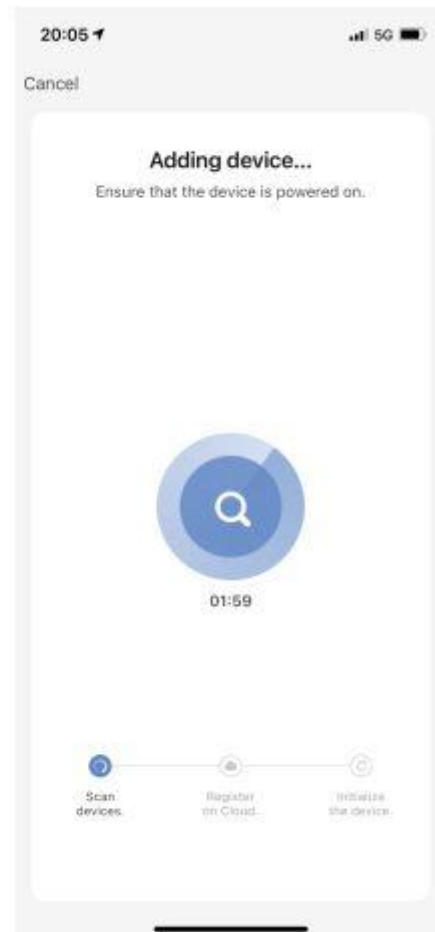 20:05
5G
Cancel
Adding device...
Ensure that the device is powered on.
01:59
Scan
devices.
Register
on Cloud.
Initialize
the device.